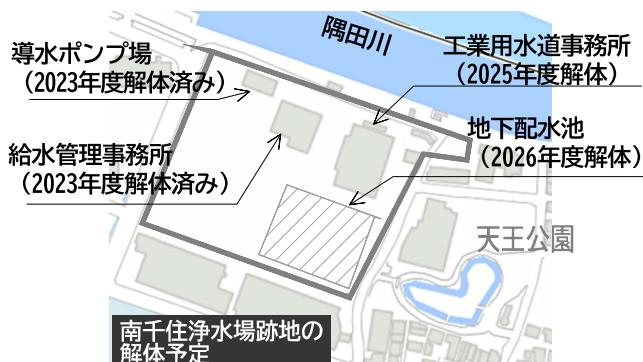 隅田川
導水ポンプ場
（2023年度解体済み）
工業用水道事務所
（2025年度解体）
給水管理事務所
（2023年度解体済み）
地下配水池
（2026年度解体）
天王公園
南千住浄水場跡地の
解体予定